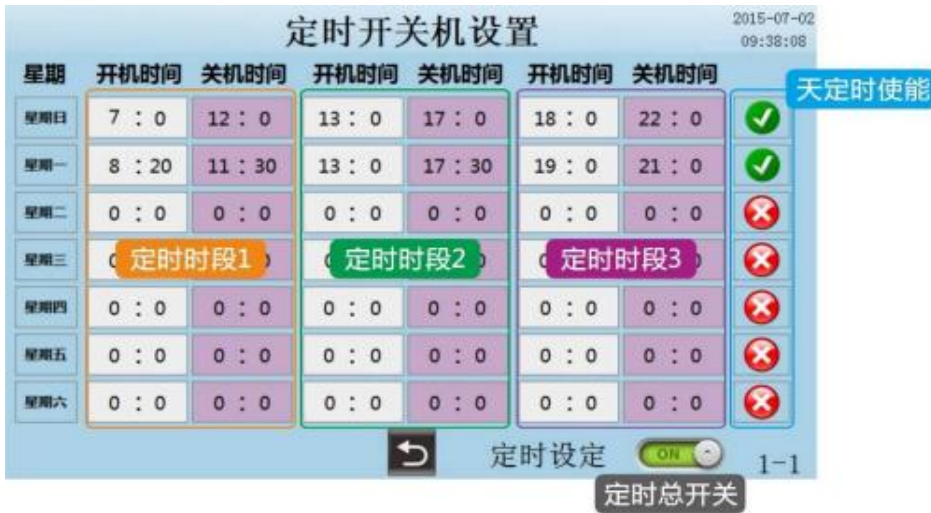 定时开关机设置
2015-07-02
09:38:08
星期 开机时间 关机时间 开机时间 关机时间 开机时间 关机时间
天定时使能
星期日 7 : 0 12 : 0 13 : 0 17 : 0 18 : 0 22 : 0
星期一 8 : 20 11 : 30 13 : 0 17 : 30 19 : 0 21 : 0
星期二 0 : 0 0 : 0 0 : 0 0 : 0 0 : 0 0 : 0
星期三 定时时段1 定时时段2 定时时段3
星期四 0 : 0 0 : 0 0 : 0 0 : 0 0 : 0 0 : 0
星期五 0 : 0 0 : 0 0 : 0 0 : 0 0 : 0 0 : 0
星期六 0 : 0 0 : 0 0 : 0 0 : 0 0 : 0 0 : 0
定时设定 ON 1-1
定时总开关